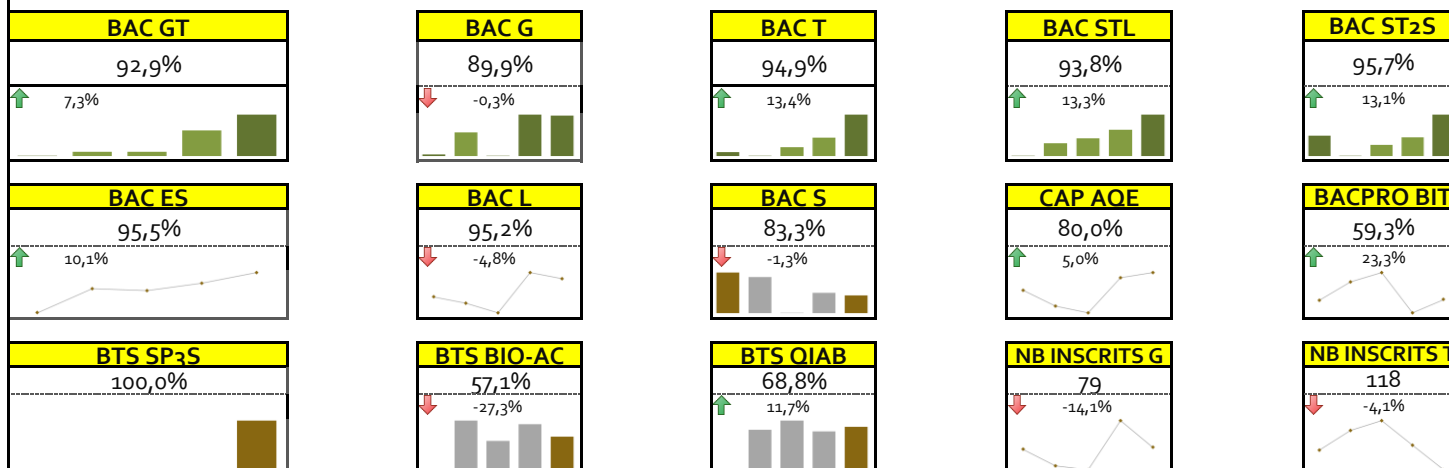 BAC GT
92,9%
7,3%
BAC G
89,9%
-0,3%
BAC T
94,9%
13,4%
BAC STL
93,8%
13,3%
BAC ST2S
95,7%
13,1%
BAC ES
95,5%
10,1%
BAC L
95,2%
-4,8%
BAC S
83,3%
-1,3%
CAP AQE
80,0%
5,0%
BACPRO BIT
59,3%
23,3%
BTS SP3S
100,0%
BTS BIO-AC
57,1%
-27,3%
BTS QIAB
68,8%
11,7%
NB INSCRITS G
79
-14,1%
NB INSCRITS T
118
-4,1%